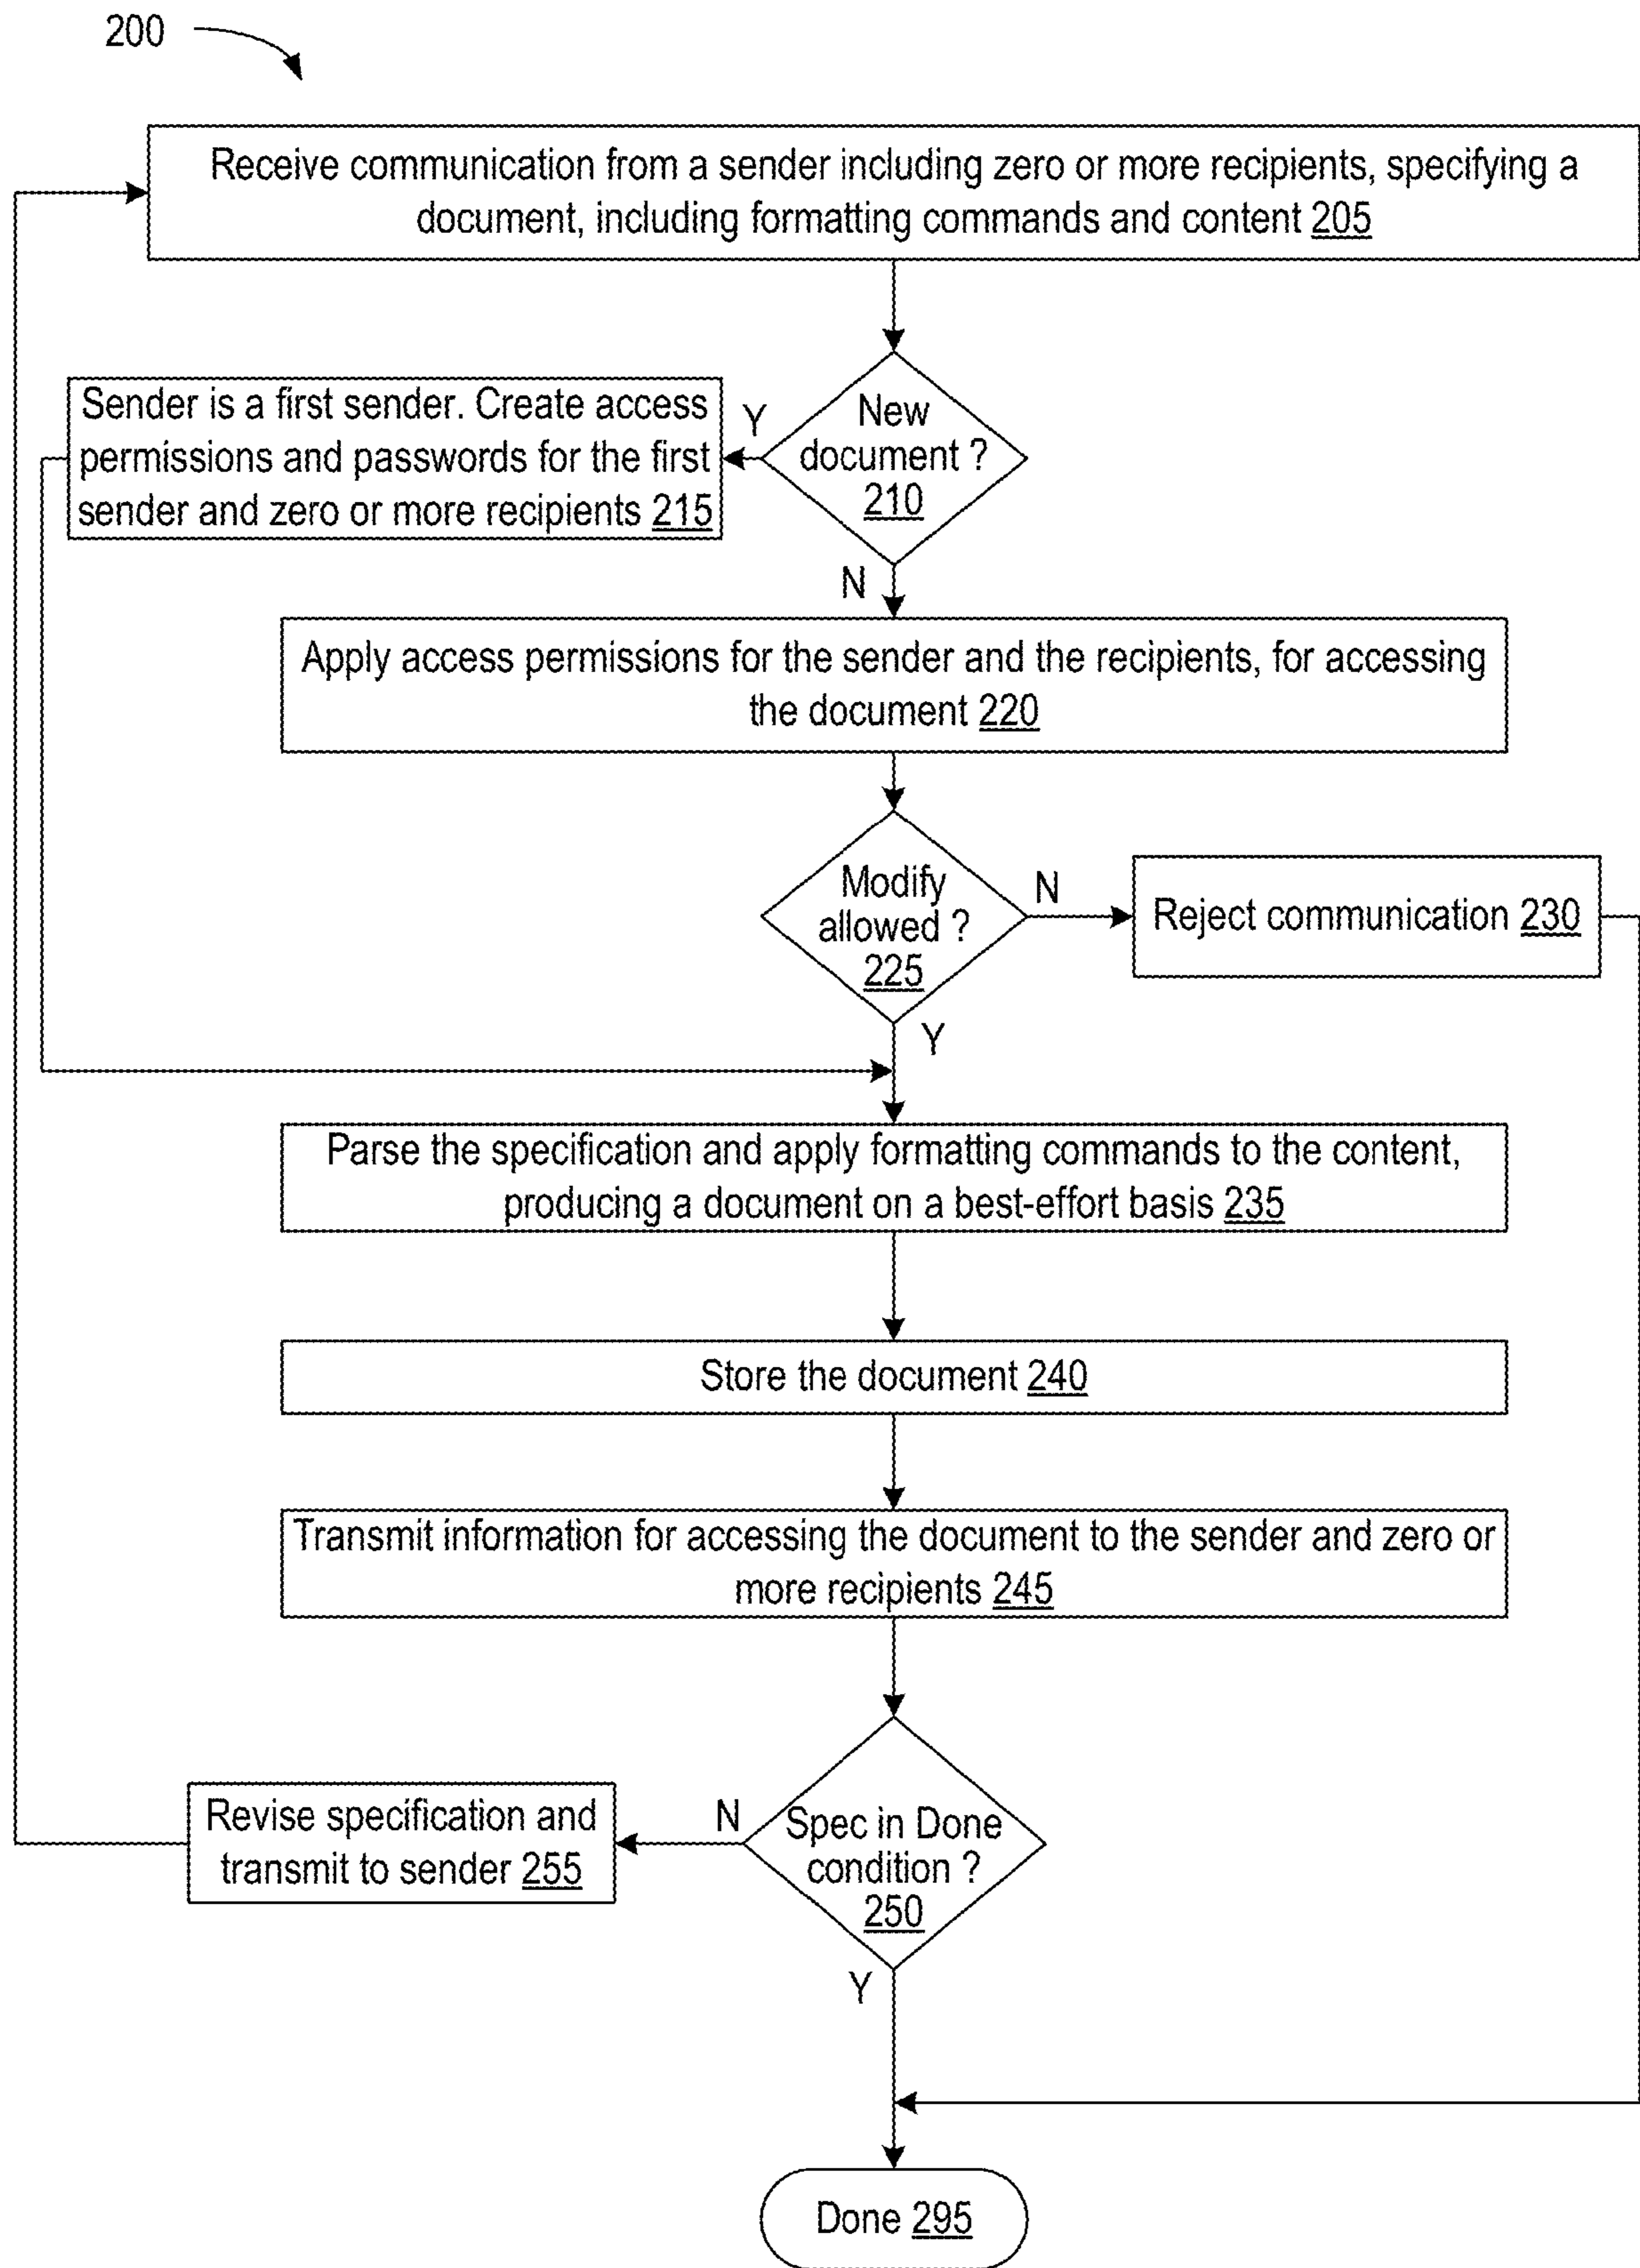 200
Receive communication from a sender including zero or more recipients, specifying a
document, including formatting commands and content 205
Sender is a first sender. Create access
permissions and passwords for the first
sender and zero or more recipients 215
Y
New
document ?
210
N
Apply access permissions for the sender and the recipients, for accessing
the document 220
Modify
allowed ?
225
N
Reject communication 230
Y
Parse the specification and apply formatting commands to the content,
producing a document on a best-effort basis 235
Store the document 240
Transmit information for accessing the document to the sender and zero or
more recipients 245
Revise specification and
transmit to sender 255
N
Spec in Done
condition ?
250
Y
Done 295